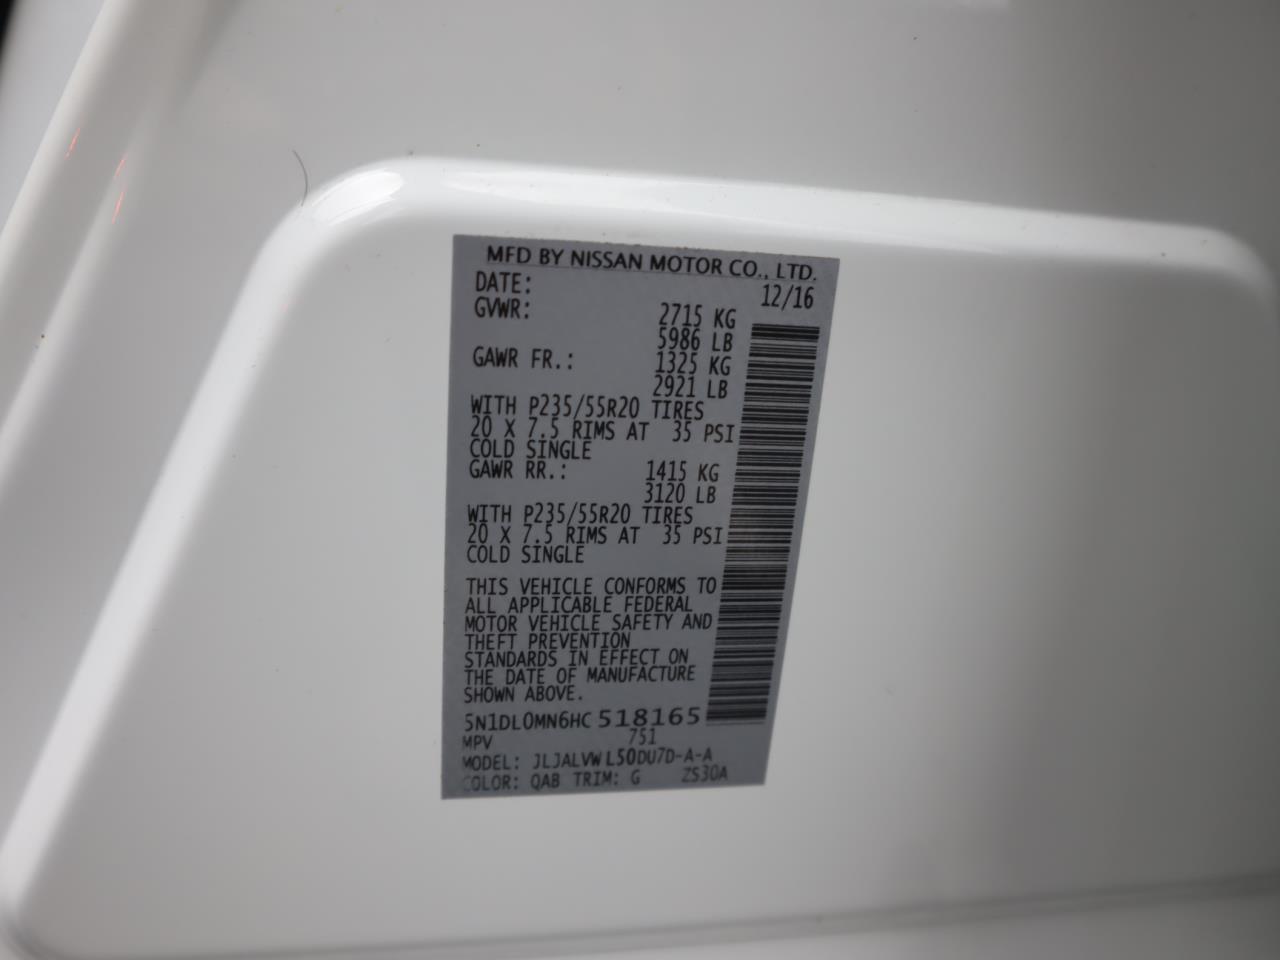 MFD BY NISSAN MOTOR CO., LTD.
DATE: 12/16
GVWR: 2715 KG
5986 LB
GAWR FR.: 1325 KG
2921 LB
WITH P235/55R20 TIRES
20 X 7.5 RIMS AT 35 PSI
COLD SINGLE
GAWR RR.: 1415 KG
3120 LB
WITH P235/55R20 TIRES
20 X 7.5 RIMS AT 35 PSI
COLD SINGLE
THIS VEHICLE CONFORMS TO
ALL APPLICABLE FEDERAL
MOTOR VEHICLE SAFETY AND
THEFT PREVENTION
STANDARDS IN EFFECT ON
THE DATE OF MANUFACTURE
SHOWN ABOVE.
5N1DL0MN6HC518165
MPV 751
MODEL: JLJALVWL50DU7D-A-A
COLOR: QAB TRIM: G ZS30A